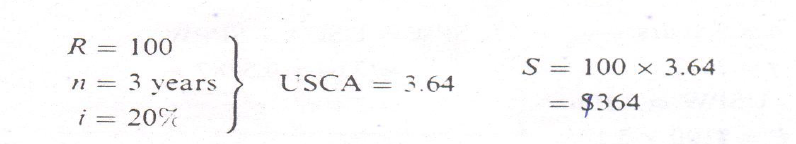 R = 100
n = 3 years
i = 20%
USCA = 3.64
S = 100 × 3.64
= $364